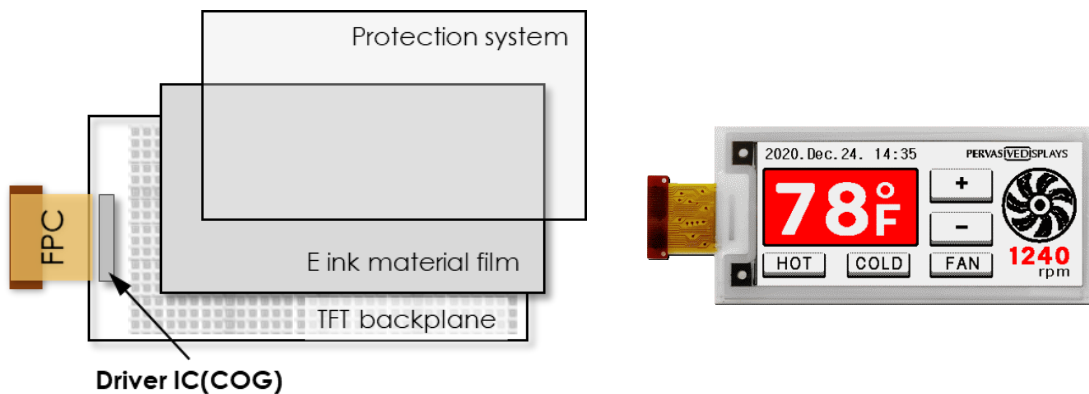 Protection system
E ink material film
TFT backplane
FPC
Driver IC(COG)
2020.Dec.24. 14:35
PERVASIVEDISPLAYS
78°F
+
-
HOT
COLD
FAN
1240
rpm